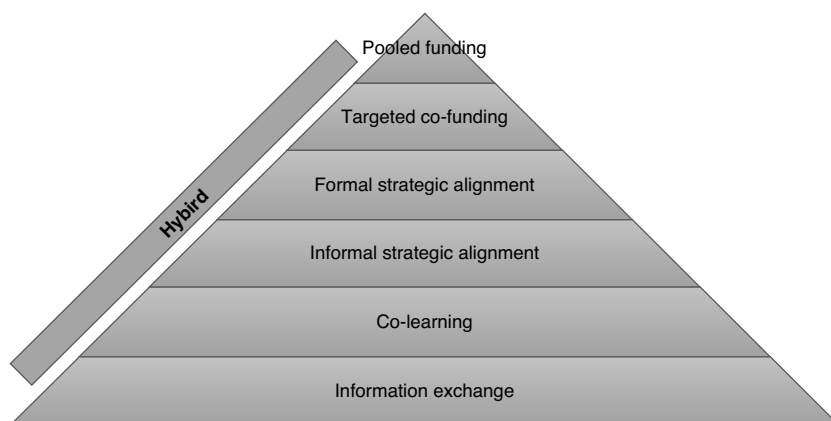 Pooled funding
Targeted co-funding
Formal strategic alignment
Hybird
Informal strategic alignment
Co-learning
Information exchange